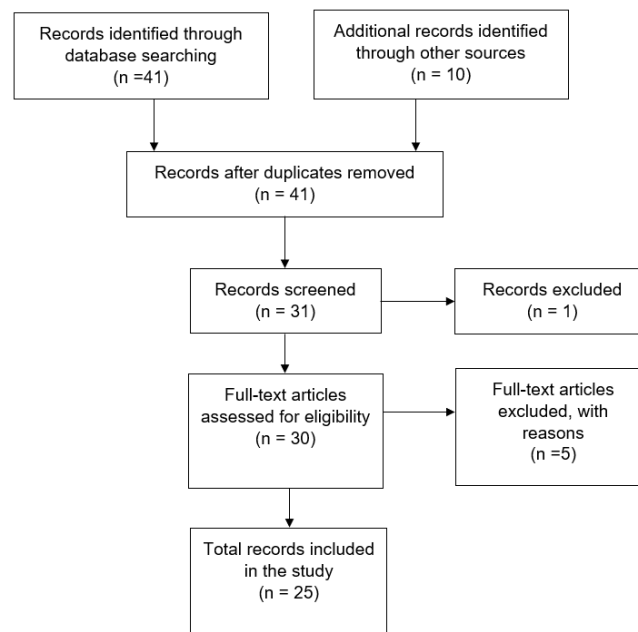 Records identified through
database searching
(n =41)
Additional records identified
through other sources
(n = 10)
Records after duplicates removed
(n = 41)
Records screened
(n = 31)
Records excluded
(n = 1)
Full-text articles
assessed for eligibility
(n = 30)
Full-text articles
excluded, with
reasons
(n =5)
Total records included
in the study
(n = 25)